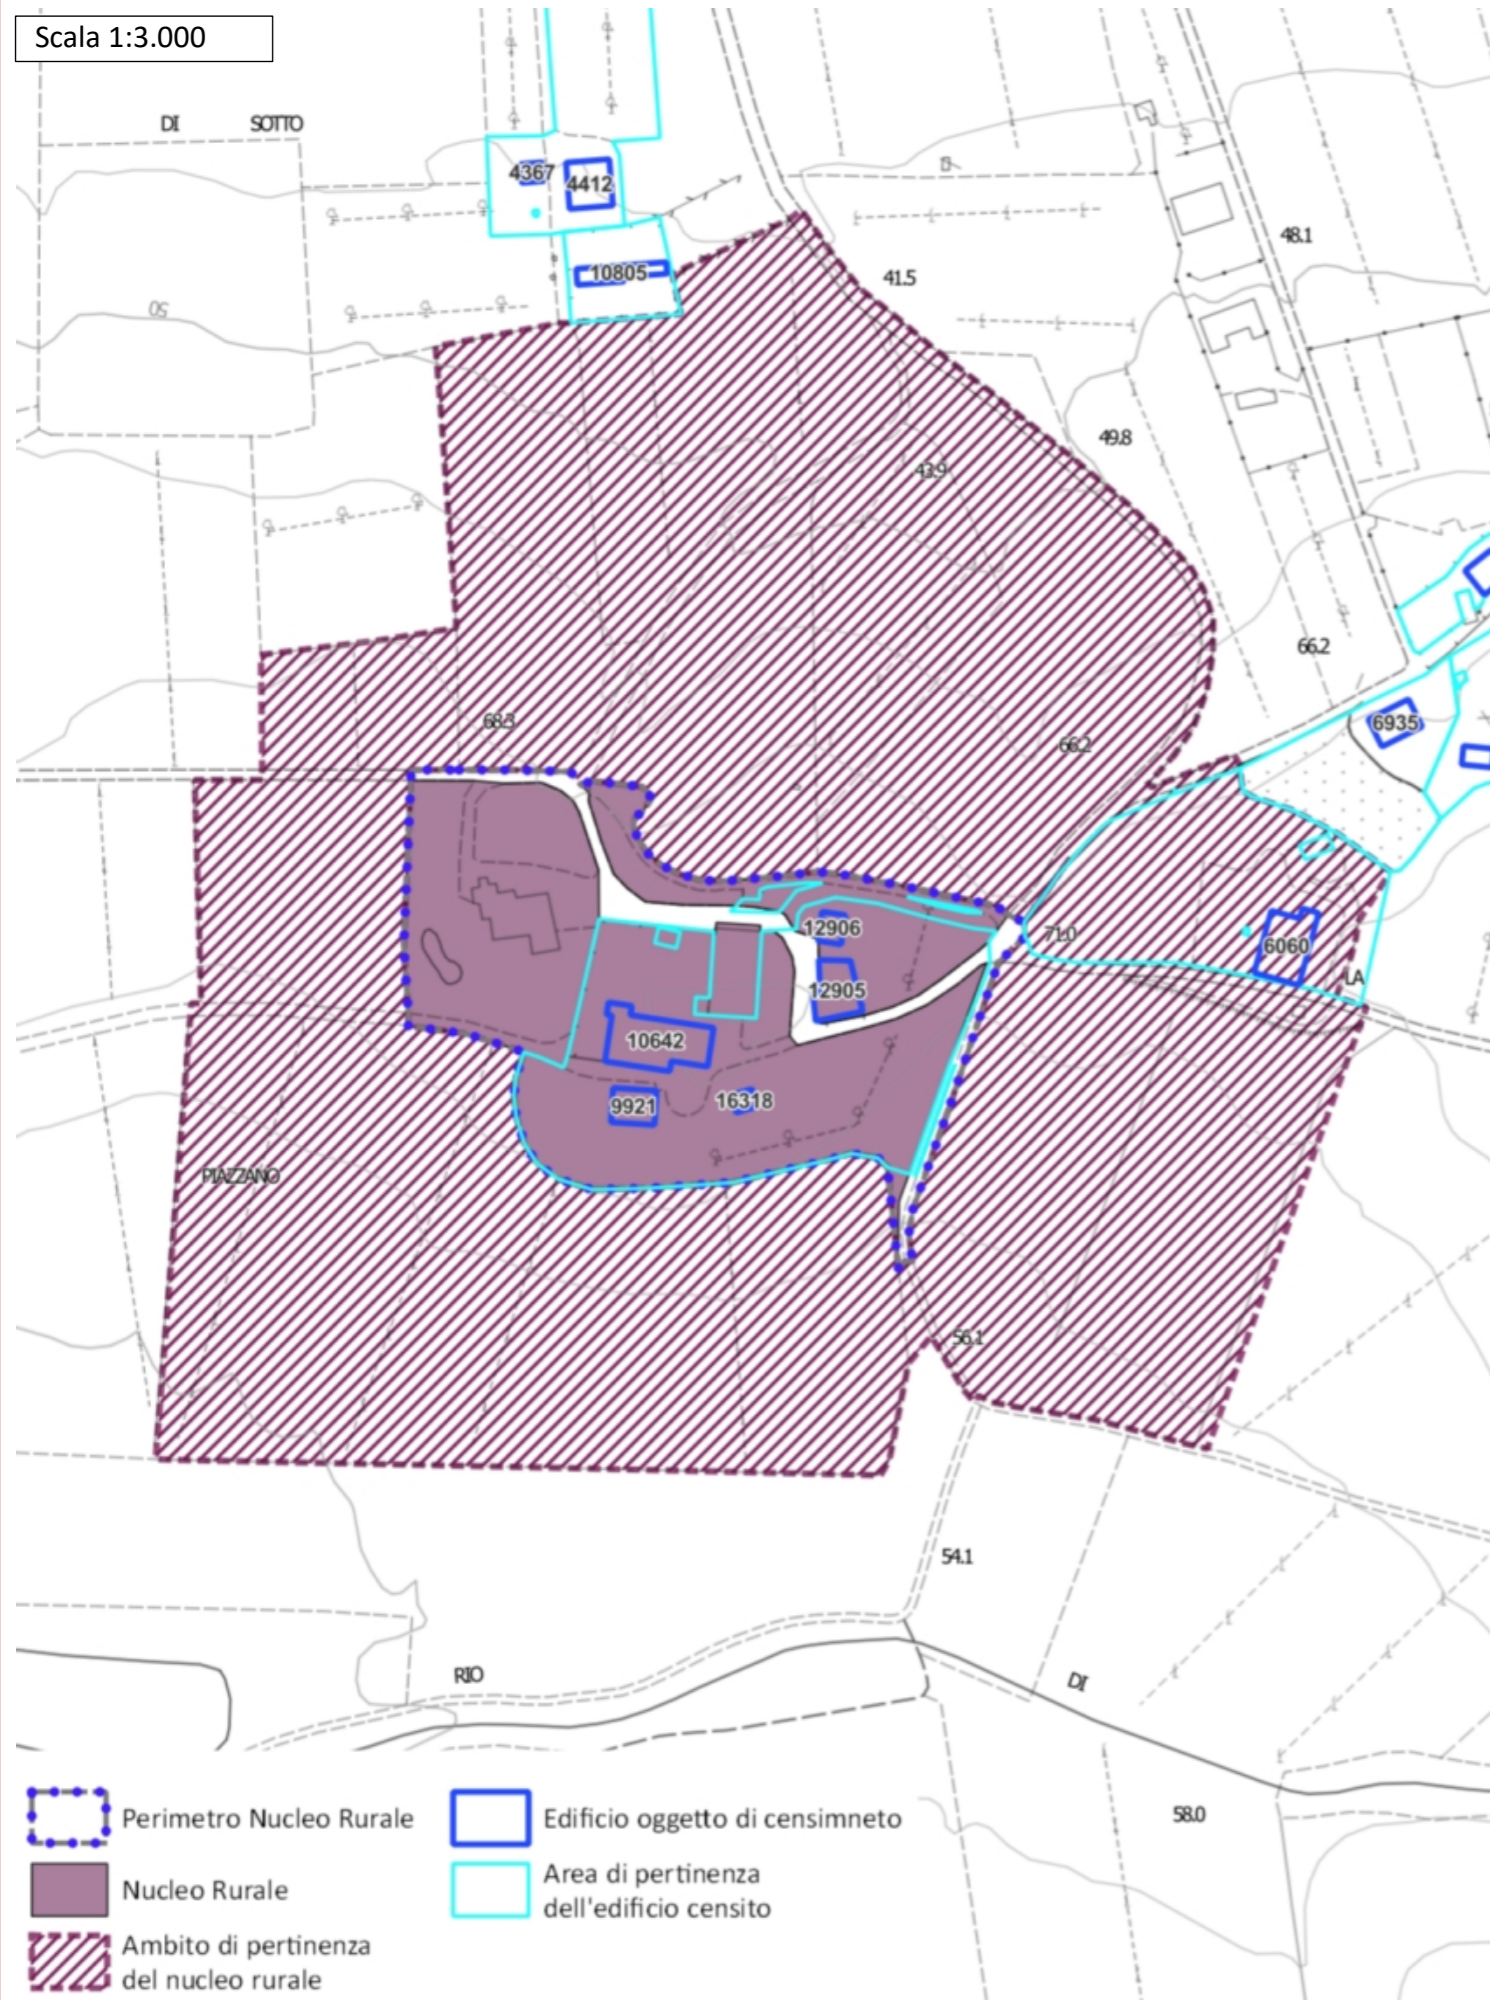 Scala 1:3.000
DI SOTTO
4367
4412
48.1
10805
41.5
50
49.8
43.9
66.2
68.3
6935
66.2
12906
71.0
6060
LA
12905
10642
16318
9921
PIAZZANO
56.1
54.1
RIO
DI
58.0
Perimetro Nucleo Rurale
Edificio oggetto di censimneto
Nucleo Rurale
Area di pertinenza
dell'edificio censito
Ambito di pertinenza
del nucleo rurale